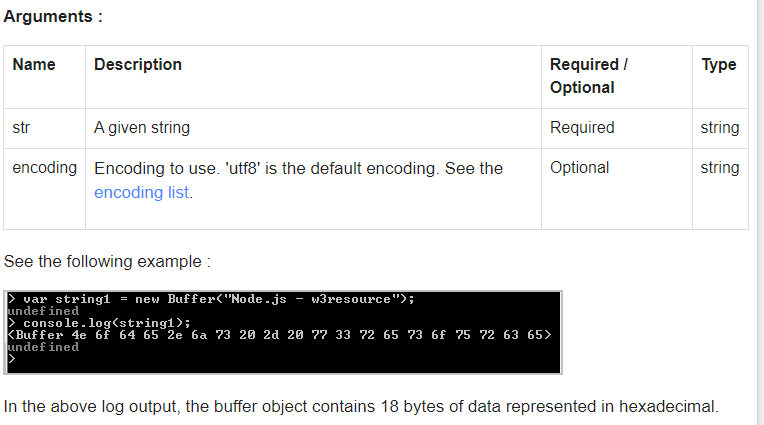 Arguments :
Name Description Required / Optional Type
str A given string Required string
encoding Encoding to use. 'utf8' is the default encoding. See the Optional string
encoding list.
See the following example :
> var string1 = new Buffer("Node.js - w3resource");
undefined
> console.log(string1);
<Buffer 4e 6f 64 65 2e 6a 73 20 2d 20 77 33 72 65 73 6f 75 72 63 65>
undefined
>
In the above log output, the buffer object contains 18 bytes of data represented in hexadecimal.